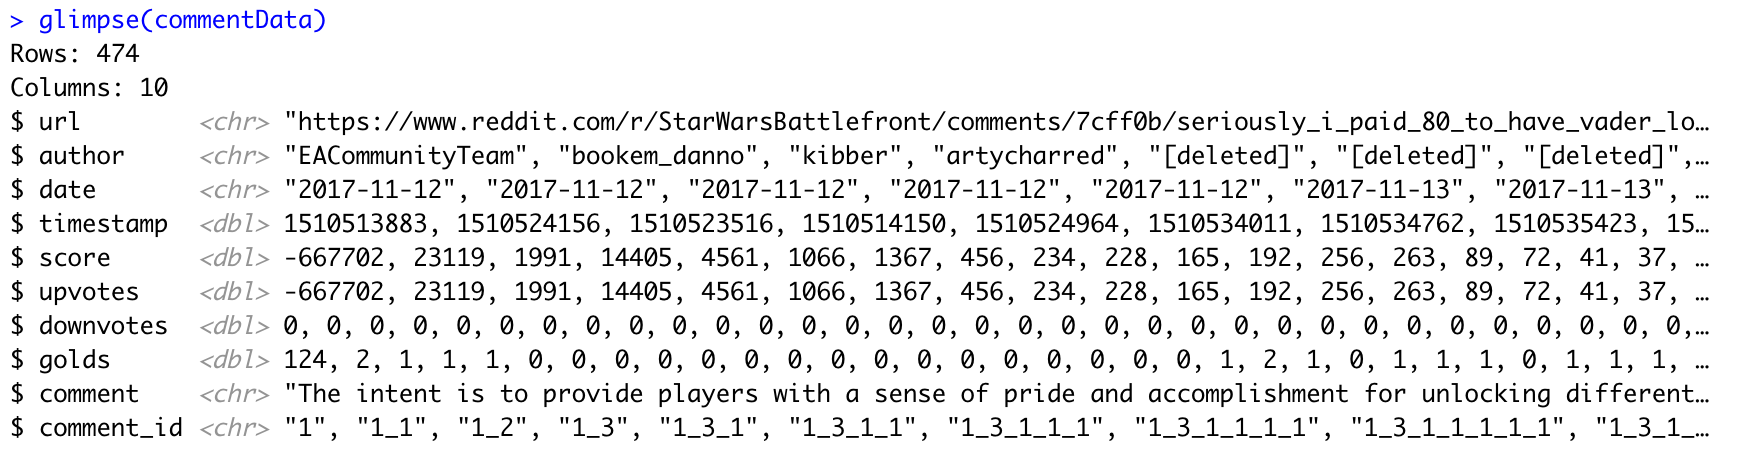 > glimpse(commentData)
Rows: 474
Columns: 10
$ url        <chr> "https://www.reddit.com/r/StarWarsBattlefront/comments/7cff0b/seriously_i_paid_80_to_have_vader_lo…
$ author     <chr> "EACommunityTeam", "bookem_danno", "kibber", "artycharred", "[deleted]", "[deleted]", "[deleted]",…
$ date       <chr> "2017-11-12", "2017-11-12", "2017-11-12", "2017-11-12", "2017-11-12", "2017-11-13", "2017-11-13", …
$ timestamp  <dbl> 1510513883, 1510524156, 1510523516, 1510514150, 1510524964, 1510534011, 1510534762, 1510535423, 15…
$ score      <dbl> -667702, 23119, 1991, 14405, 4561, 1066, 1367, 456, 234, 228, 165, 192, 256, 263, 89, 72, 41, 37, …
$ upvotes    <dbl> -667702, 23119, 1991, 14405, 4561, 1066, 1367, 456, 234, 228, 165, 192, 256, 263, 89, 72, 41, 37, …
$ downvotes  <dbl> 0, 0, 0, 0, 0, 0, 0, 0, 0, 0, 0, 0, 0, 0, 0, 0, 0, 0, 0, 0, 0, 0, 0, 0, 0, 0, 0, 0, 0, 0, 0, 0, 0,…
$ golds      <dbl> 124, 2, 1, 1, 1, 0, 0, 0, 0, 0, 0, 0, 0, 0, 0, 0, 0, 0, 0, 0, 0, 1, 2, 1, 0, 1, 1, 1, 0, 1, 1, 1, …
$ comment    <chr> "The intent is to provide players with a sense of pride and accomplishment for unlocking different…
$ comment_id <chr> "1", "1_1", "1_2", "1_3", "1_3_1", "1_3_1_1", "1_3_1_1_1", "1_3_1_1_1_1", "1_3_1_1_1_1_1", "1_3_1_…